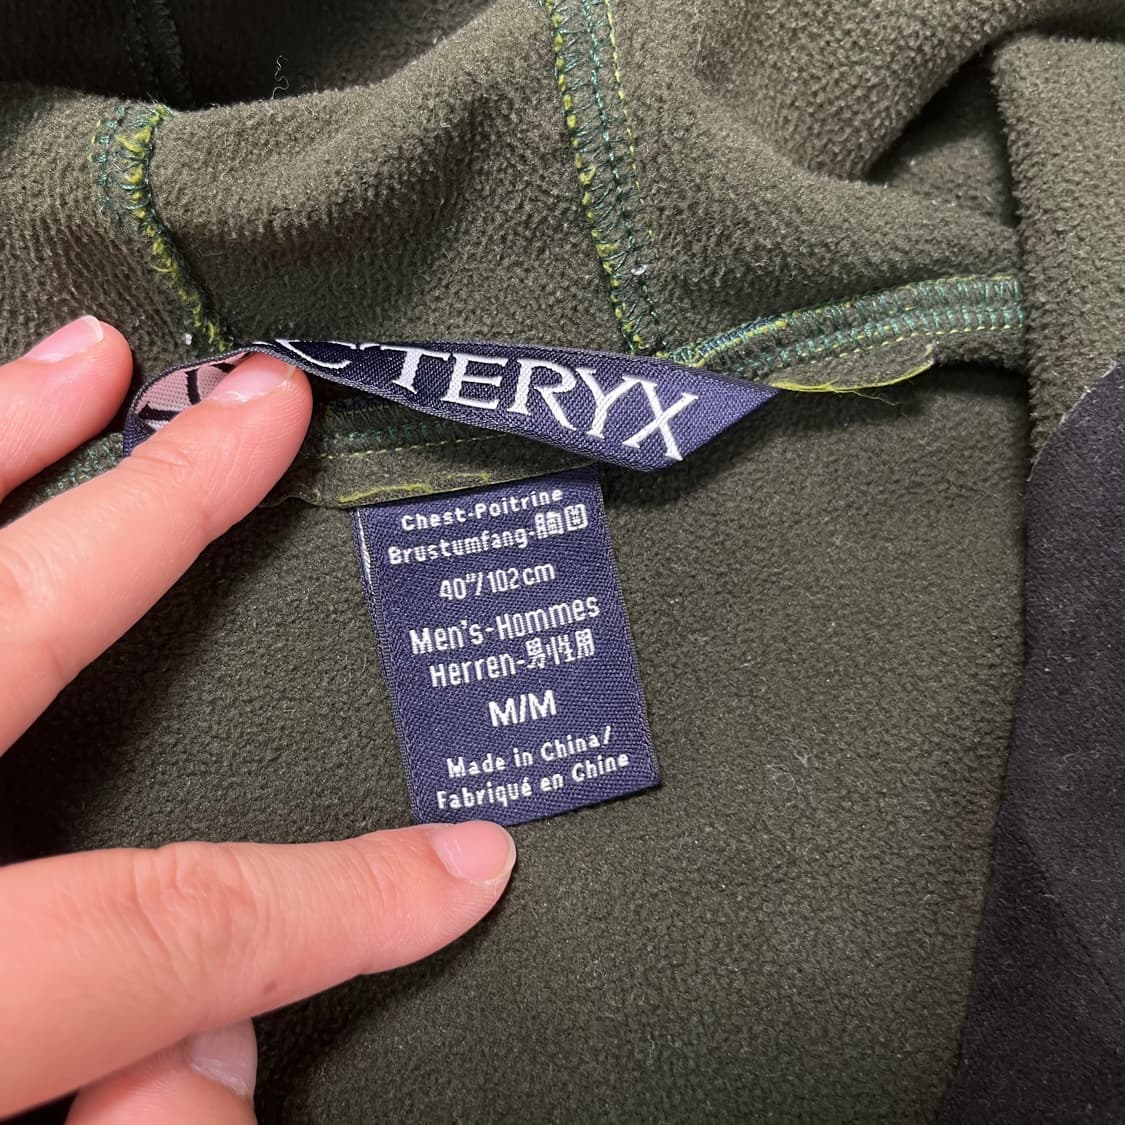 C'TERYX
Chest-Poitrine
Brustumfang-胸囲
40"/102cm
Men's-Hommes
Herren-男性用
M/M
Made in China/
Fabriqué en Chine